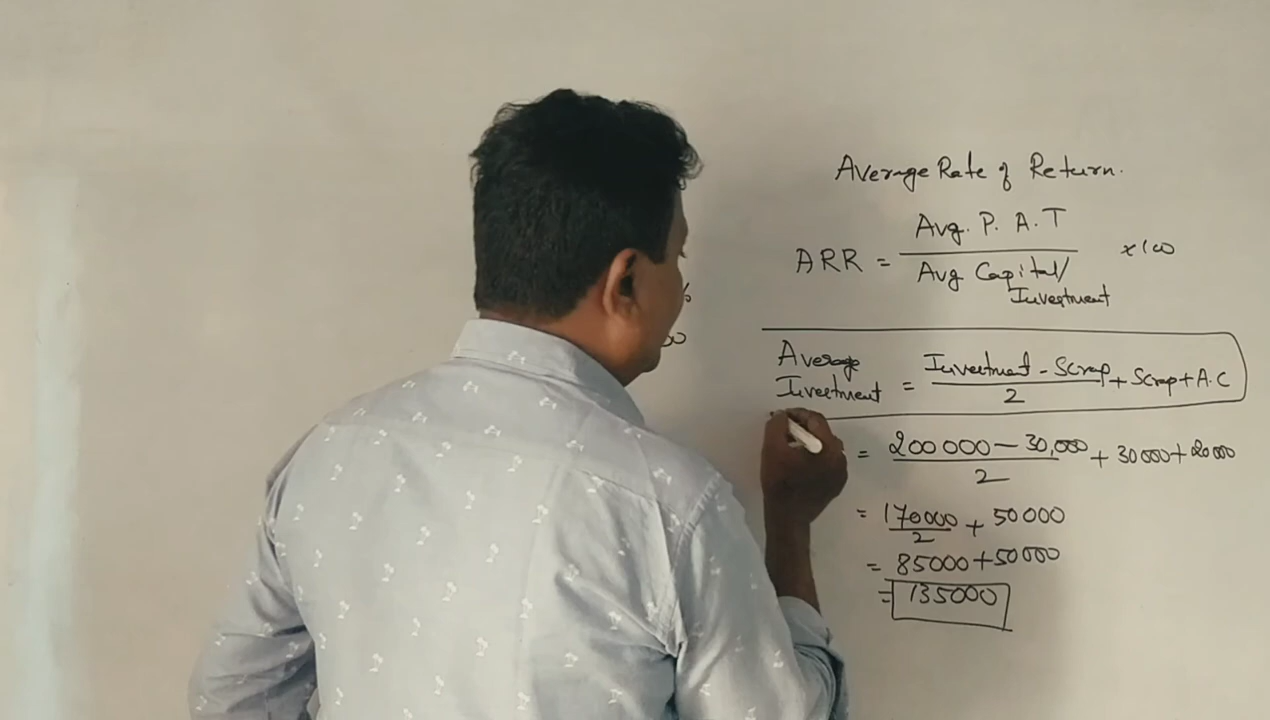 Average Rate of Return.
ARR = Avg. P. A. T / Avg Capital/Investment × 100
Average Investment = Investment - Scrap / 2 + Scrap + A.C
= 200000 - 30,000 / 2 + 30000 + 20000
= 170000 / 2 + 50000
= 85000 + 50000
= 135000